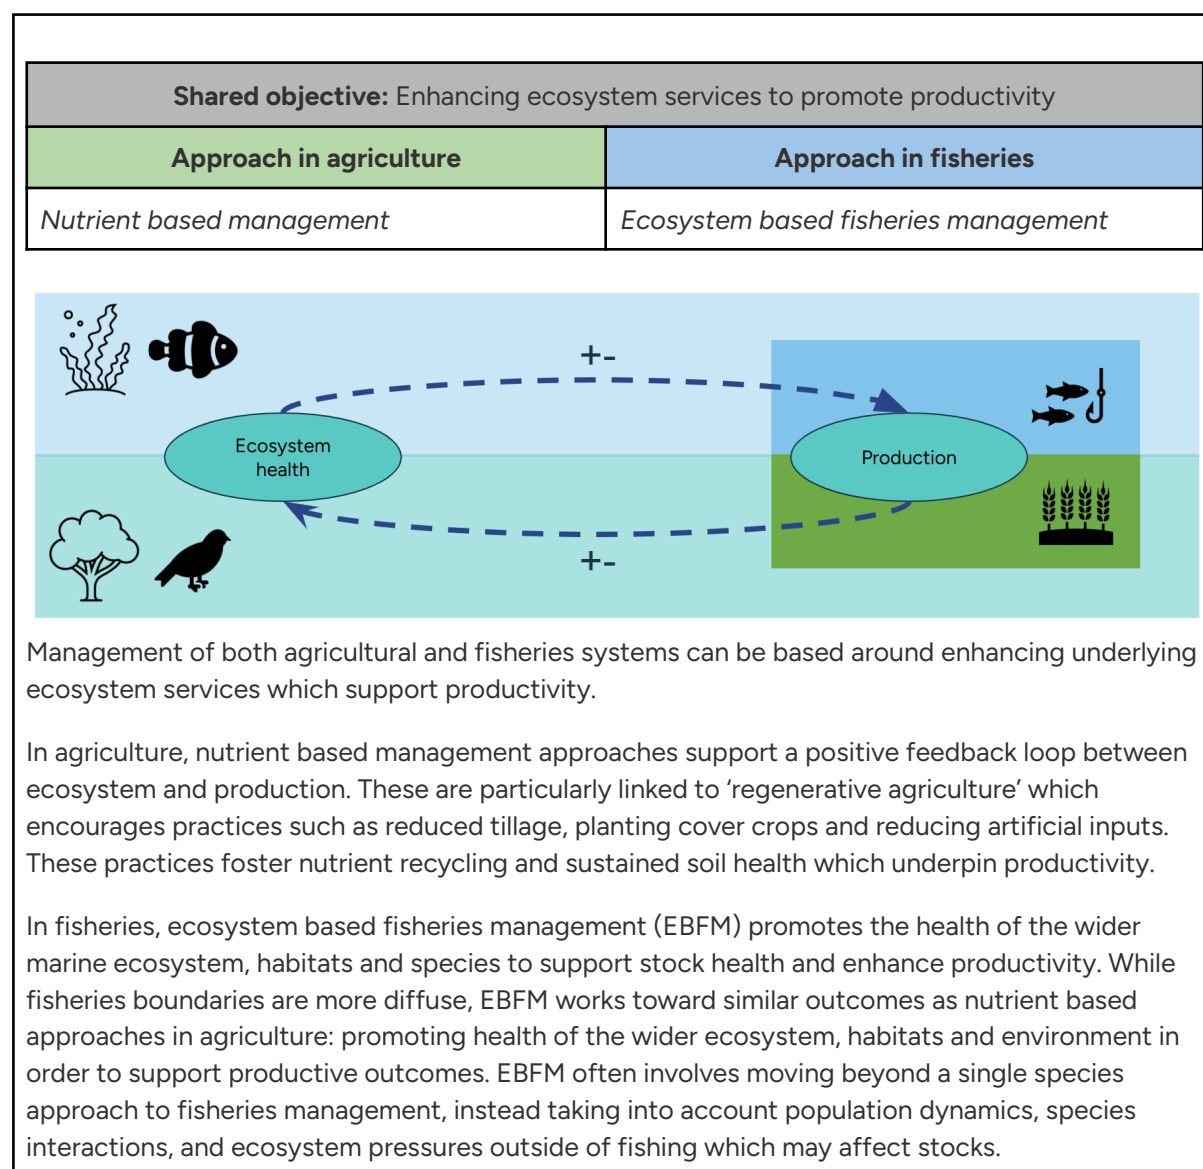 Shared objective: Enhancing ecosystem services to promote productivity
Approach in agriculture
Approach in fisheries
Nutrient based management
Ecosystem based fisheries management
+-
Ecosystem
health
Production
+-
Management of both agricultural and fisheries systems can be based around enhancing underlying
ecosystem services which support productivity.
In agriculture, nutrient based management approaches support a positive feedback loop between
ecosystem and production. These are particularly linked to ‘regenerative agriculture’ which
encourages practices such as reduced tillage, planting cover crops and reducing artificial inputs.
These practices foster nutrient recycling and sustained soil health which underpin productivity.
In fisheries, ecosystem based fisheries management (EBFM) promotes the health of the wider
marine ecosystem, habitats and species to support stock health and enhance productivity. While
fisheries boundaries are more diffuse, EBFM works toward similar outcomes as nutrient based
approaches in agriculture: promoting health of the wider ecosystem, habitats and environment in
order to support productive outcomes. EBFM often involves moving beyond a single species
approach to fisheries management, instead taking into account population dynamics, species
interactions, and ecosystem pressures outside of fishing which may affect stocks.